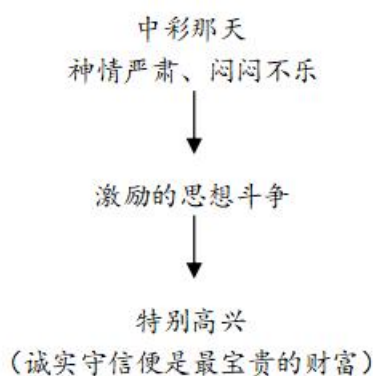 中彩那天
神情严肃、闷闷不乐
激励的思想斗争
特别高兴
（诚实守信便是最宝贵的财富）